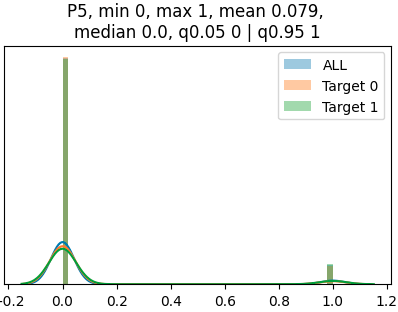 P5, min 0, max 1, mean 0.079,
median 0.0, q0.05 0 | q0.95 1
ALL
Target 0
Target 1
-0.2 0.0 0.2 0.4 0.6 0.8 1.0 1.2